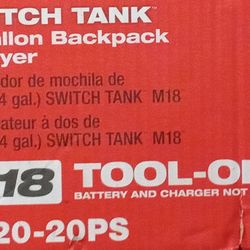 TCH TANK
allon Backpack
yer
dor de mochila de
4 gal.) SWITCH TANK M18
ateur à dos de
4 gal.) SWITCH TANK M18
M18 TOOL-O
BATTERY AND CHARGER NOT
20-20PS